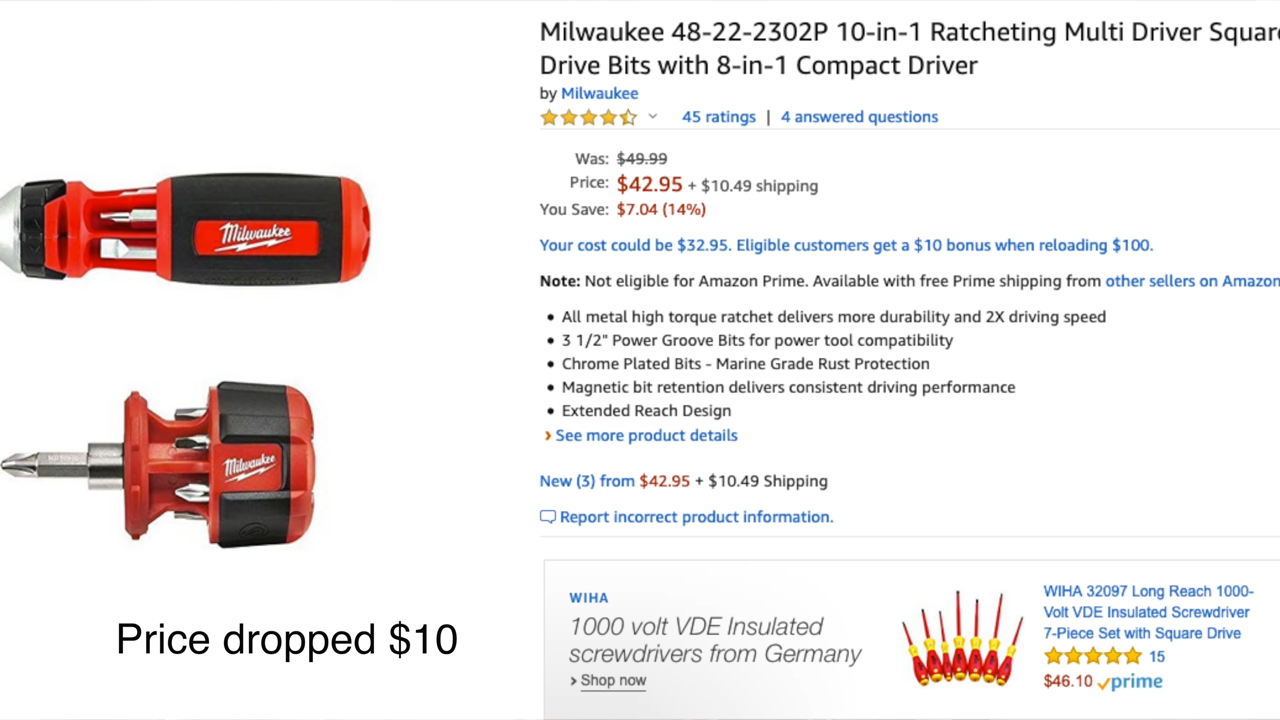 Milwaukee 48-22-2302P 10-in-1 Ratcheting Multi Driver Square
Drive Bits with 8-in-1 Compact Driver
by Milwaukee
45 ratings | 4 answered questions
Was: $49.99
Price: $42.95 + $10.49 shipping
You Save: $7.04 (14%)
Your cost could be $32.95. Eligible customers get a $10 bonus when reloading $100.
Note: Not eligible for Amazon Prime. Available with free Prime shipping from other sellers on Amazon
• All metal high torque ratchet delivers more durability and 2X driving speed
• 3 1/2" Power Groove Bits for power tool compatibility
• Chrome Plated Bits - Marine Grade Rust Protection
• Magnetic bit retention delivers consistent driving performance
• Extended Reach Design
› See more product details
New (3) from $42.95 + $10.49 Shipping
Report incorrect product information.
Milwaukee
Milwaukee
Price dropped $10
WIHA
1000 volt VDE Insulated
screwdrivers from Germany
› Shop now
WIHA 32097 Long Reach 1000-
Volt VDE Insulated Screwdriver
7-Piece Set with Square Drive
15
$46.10 prime